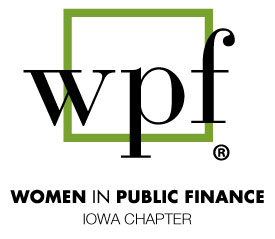 wpf®
WOMEN IN PUBLIC FINANCE
IOWA CHAPTER